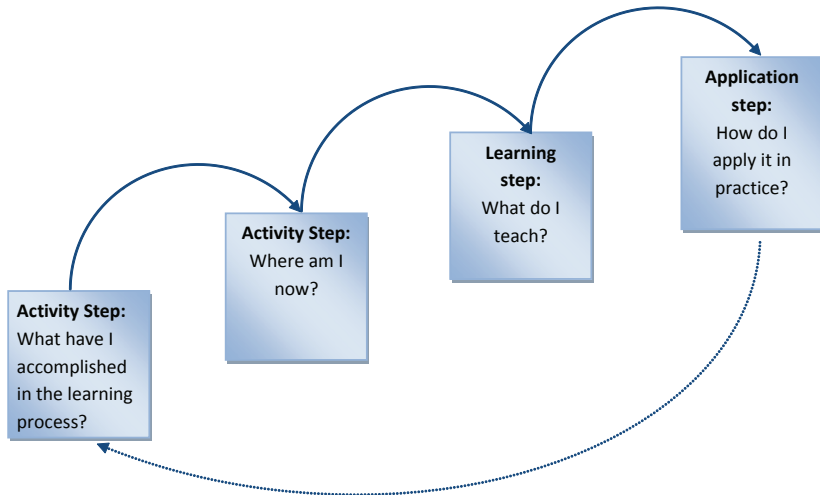 Activity Step:
What have I
accomplished
in the learning
process?
Activity Step:
Where am I
now?
Learning
step:
What do I
teach?
Application
step:
How do I
apply it in
practice?